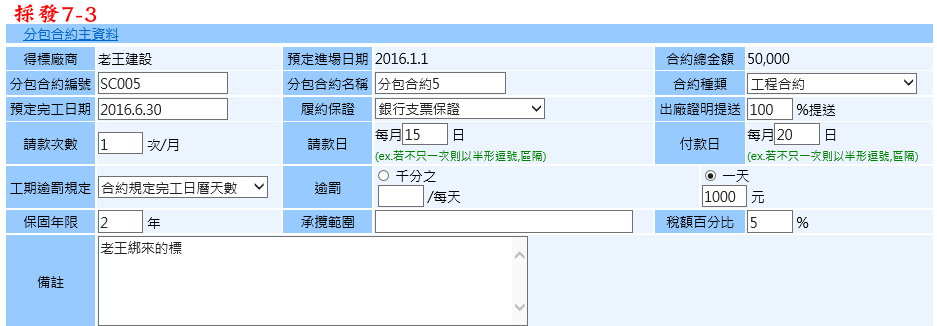 採發7-3
分包合約主資料
得標廠商 老王建設 預定進場日期 2016.1.1 合約總金額 50,000
分包合約編號 SC005 分包合約名稱 分包合約5 合約種類 工程合約
預定完工日期 2016.6.30 履約保證 銀行支票保證 出廠證明提送 100 %提送
請款次數 1 次/月 請款日 每月 15 日 付款日 每月 20 日
(ex.若不只一次則以半形逗號,區隔) (ex.若不只一次則以半形逗號,區隔)
工期逾罰規定 合約規定完工日曆天數 逾罰 千分之 一天
/每天 1000 元
保固年限 2 年 承攬範圍 稅額百分比 5 %
備註 老王綁來的標